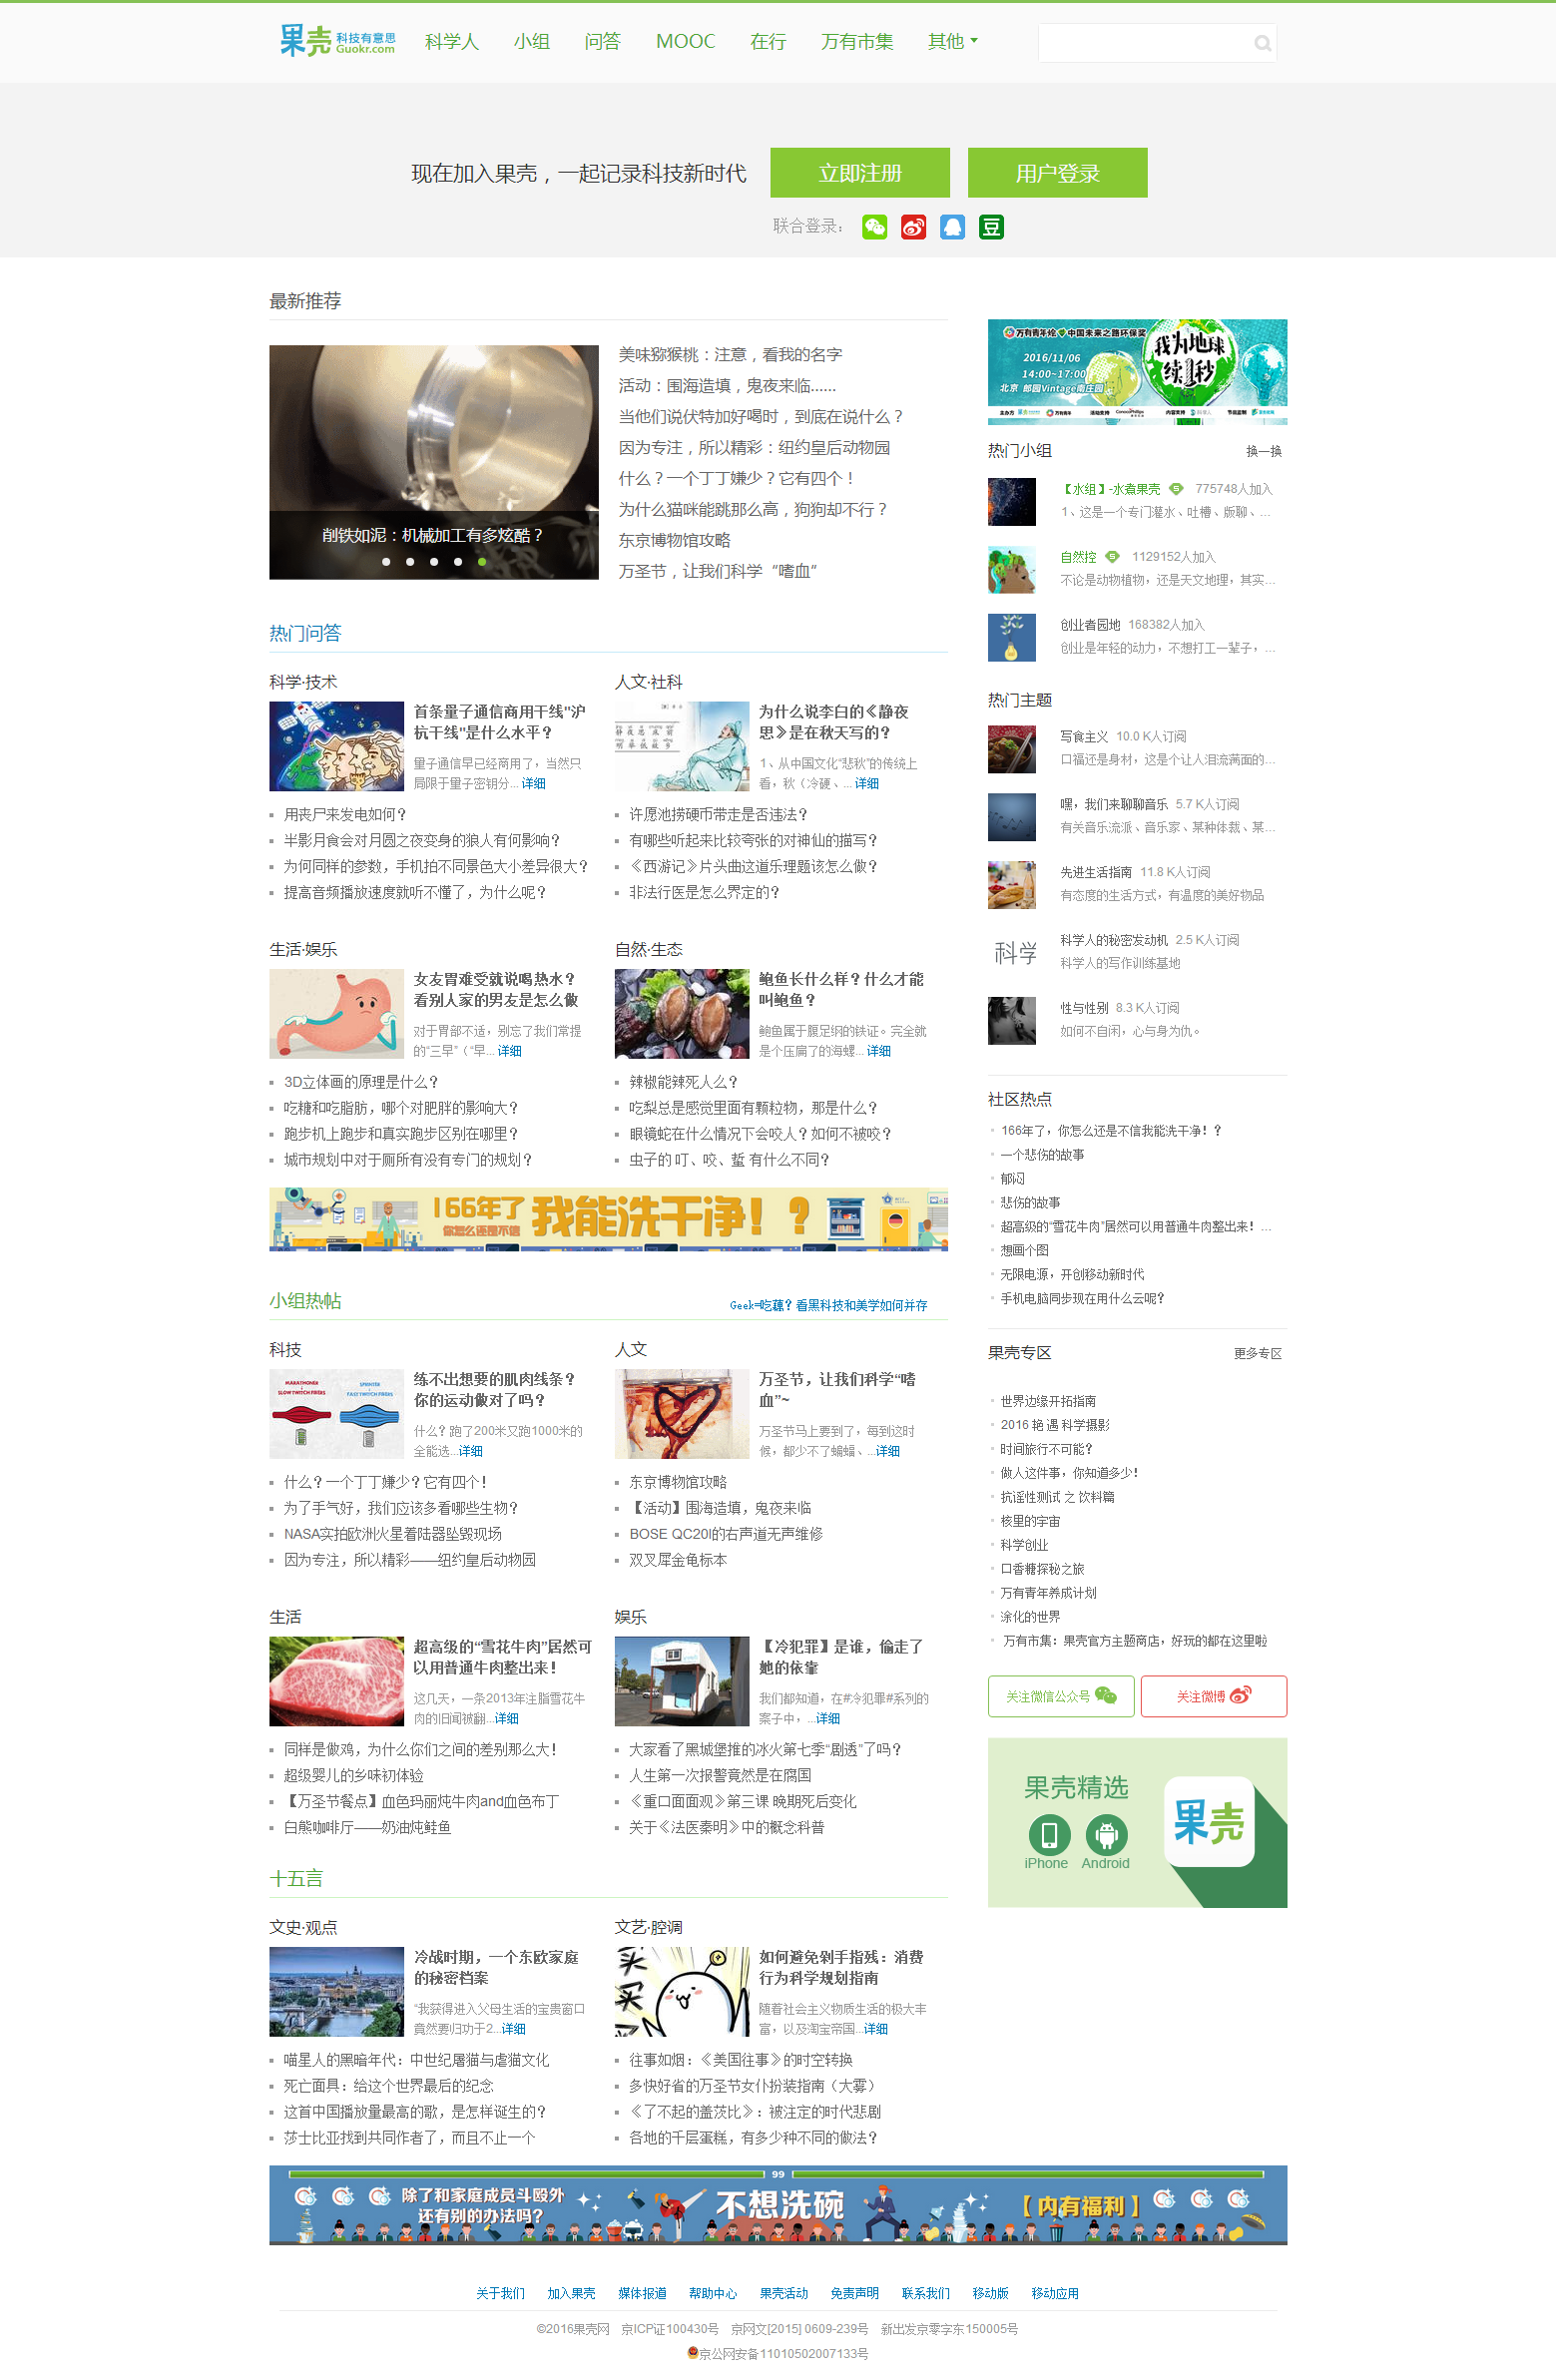 果壳 科技有意思 Guokr.com 科学人 小组 问答 MOOC 在行 万有市集 其他
现在加入果壳，一起记录科技新时代 立即注册 用户登录
联合登录：
最新推荐
削铁如泥：机械加工有多炫酷？
美味猕猴桃：注意，看我的名字
活动：围海造填，鬼夜来临......
当他们说伏特加好喝时，到底在说什么？
因为专注，所以精彩：纽约皇后动物园
什么？一个丁丁嫌少？它有四个！
为什么猫咪能跳那么高，狗狗却不行？
东京博物馆攻略
万圣节，让我们科学“嗜血”
热门问答
科学·技术
首条量子通信商用干线"沪
杭干线"是什么水平？
量子通信早已经商用了，当然只
局限于量子密钥分... 详细
用丧尸来发电如何？
半影月食会对月圆之夜变身的狼人有何影响？
为何同样的参数，手机拍不同景色大小差异很大？
提高音频播放速度就听不懂了，为什么呢？
人文·社科
为什么说李白的《静夜
思》是在秋天写的？
1、从中国文化“悲秋”的传统上
看，秋（冷硬、... 详细
许愿池捞硬币带走是否违法？
有哪些听起来比较夸张的对神仙的描写？
《西游记》片头曲这道乐理题该怎么做？
非法行医是怎么界定的？
生活·娱乐
女友胃难受就说喝热水？
看别人家的男友是怎么做
对于胃部不适，别忘了我们常提
的“三早”（“早... 详细
3D立体画的原理是什么？
吃糖和吃脂肪，哪个对肥胖的影响大？
跑步机上跑步和真实跑步区别在哪里？
城市规划中对于厕所有没有专门的规划？
自然·生态
鲍鱼长什么样？什么才能
叫鲍鱼？
鲍鱼属于腹足纲的铁证。完全就
是个压扁了的海螺... 详细
辣椒能辣死人么？
吃梨总是感觉里面有颗粒物，那是什么？
眼镜蛇在什么情况下会咬人？如何不被咬？
虫子的 叮、咬、蜇 有什么不同？
166年了 你怎么还是不信 我能洗干净！？
小组热帖 Geek=吃藕？看黑科技和美学如何并存
科技
MARATHONER SLOW TWITCH FIBERS SPRINTER FAST TWITCH FIBERS
练不出想要的肌肉线条？
你的运动做对了吗？
什么？跑了200米又跑1000米的
全能选...详细
什么？一个丁丁嫌少？它有四个！
为了手气好，我们应该多看哪些生物？
NASA实拍欧洲火星着陆器坠毁现场
因为专注，所以精彩——纽约皇后动物园
人文
万圣节，让我们科学“嗜
血”~
万圣节马上要到了，每到这时
候，都少不了蝙蝠、...详细
东京博物馆攻略
【活动】围海造填，鬼夜来临
BOSE QC20I的右声道无声维修
双叉犀金龟标本
生活
超高级的“雪花牛肉”居然可
以用普通牛肉整出来！
这几天，一条2013年注脂雪花牛
肉的旧闻被翻...详细
同样是做鸡，为什么你们之间的差别那么大！
超级婴儿的乡味初体验
【万圣节餐点】血色玛丽炖牛肉and血色布丁
白熊咖啡厅——奶油炖鲑鱼
娱乐
【冷犯罪】是谁，偷走了
她的依靠
我们都知道，在#冷犯罪#系列的
案子中，...详细
大家看了黑城堡推的冰火第七季“剧透”了吗？
人生第一次报警竟然是在腐国
《重口面面观》第三课 晚期死后变化
关于《法医秦明》中的概念科普
十五言
文史·观点
冷战时期，一个东欧家庭
的秘密档案
“我获得进入父母生活的宝贵窗口
竟然要归功于2...详细
喵星人的黑暗年代：中世纪屠猫与虐猫文化
死亡面具：给这个世界最后的纪念
这首中国播放量最高的歌，是怎样诞生的？
莎士比亚找到共同作者了，而且不止一个
文艺·腔调
买买买
如何避免剁手指残：消费
行为科学规划指南
随着社会主义物质生活的极大丰
富，以及淘宝帝国...详细
往事如烟：《美国往事》的时空转换
多快好省的万圣节女仆扮装指南（大雾）
《了不起的盖茨比》：被注定的时代悲剧
各地的千层蛋糕，有多少种不同的做法？
万有青年烩 中国未来之路环保奖
2016/11/06
14:00~17:00
北京 郎园Vintage南庄园
我为地球
续1秒
主办方 万有青年 活动支持 ConocoPhillips 内容支持 科学人
热门小组 换一换
【水组】-水煮果壳 775748人加入
1、这是一个专门灌水、吐槽、版聊、...
自然控 1129152人加入
不论是动物植物，还是天文地理，其实...
创业者园地 168382人加入
创业是年轻的动力，不想打工一辈子，...
热门主题
写食主义 10.0 K人订阅
口福还是身材，这是个让人泪流满面的...
嘿，我们来聊聊音乐 5.7 K人订阅
有关音乐流派、音乐家、某种体裁、某...
先进生活指南 11.8 K人订阅
有态度的生活方式，有温度的美好物品
科学
科学人的秘密发动机 2.5 K人订阅
科学人的写作训练基地
性与性别 8.3 K人订阅
如何不自闲，心与身为仇。
社区热点
166年了，你怎么还是不信我能洗干净！？
一个悲伤的故事
郁闷
悲伤的故事
超高级的“雪花牛肉”居然可以用普通牛肉整出来！...
想画个图
无限电源，开创移动新时代
手机电脑同步现在用什么云呢？
果壳专区 更多专区
世界边缘开拓指南
2016 艳遇 科学摄影
时间旅行不可能？
做人这件事，你知道多少！
抗谣性测试 之 饮料篇
核里的宇宙
科学创业
口香糖探秘之旅
万有青年养成计划
涂化的世界
万有市集：果壳官方主题商店，好玩的都在这里啦
关注微信公众号 关注微博
果壳精选
iPhone Android
果壳
99
除了和家庭成员斗殴外
还有别的办法吗？
不想洗碗
【内有福利】
关于我们 加入果壳 媒体报道 帮助中心 果壳活动 免责声明 联系我们 移动版 移动应用
©2016果壳网 京ICP证100430号 京网文[2015] 0609-239号 新出发京零字东150005号
京公网安备11010502007133号